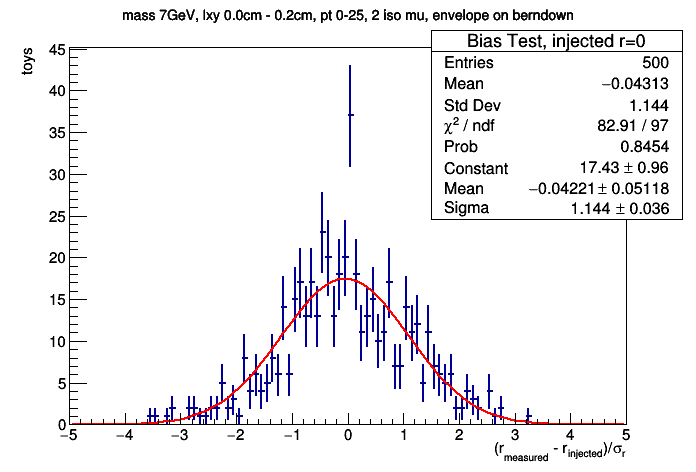 mass 7GeV, lxy 0.0cm - 0.2cm, pt 0-25, 2 iso mu, envelope on berndown
Bias Test, injected r=0
Entries 500
Mean −0.04313
Std Dev 1.144
χ² / ndf 82.91 / 97
Prob 0.8454
Constant 17.43 ± 0.96
Mean −0.04221 ± 0.05118
Sigma 1.144 ± 0.036
toys
45
40
35
30
25
20
15
10
5
0
−5 −4 −3 −2 −1 0 1 2 3 4 5
(r_measured - r_injected)/σ_r